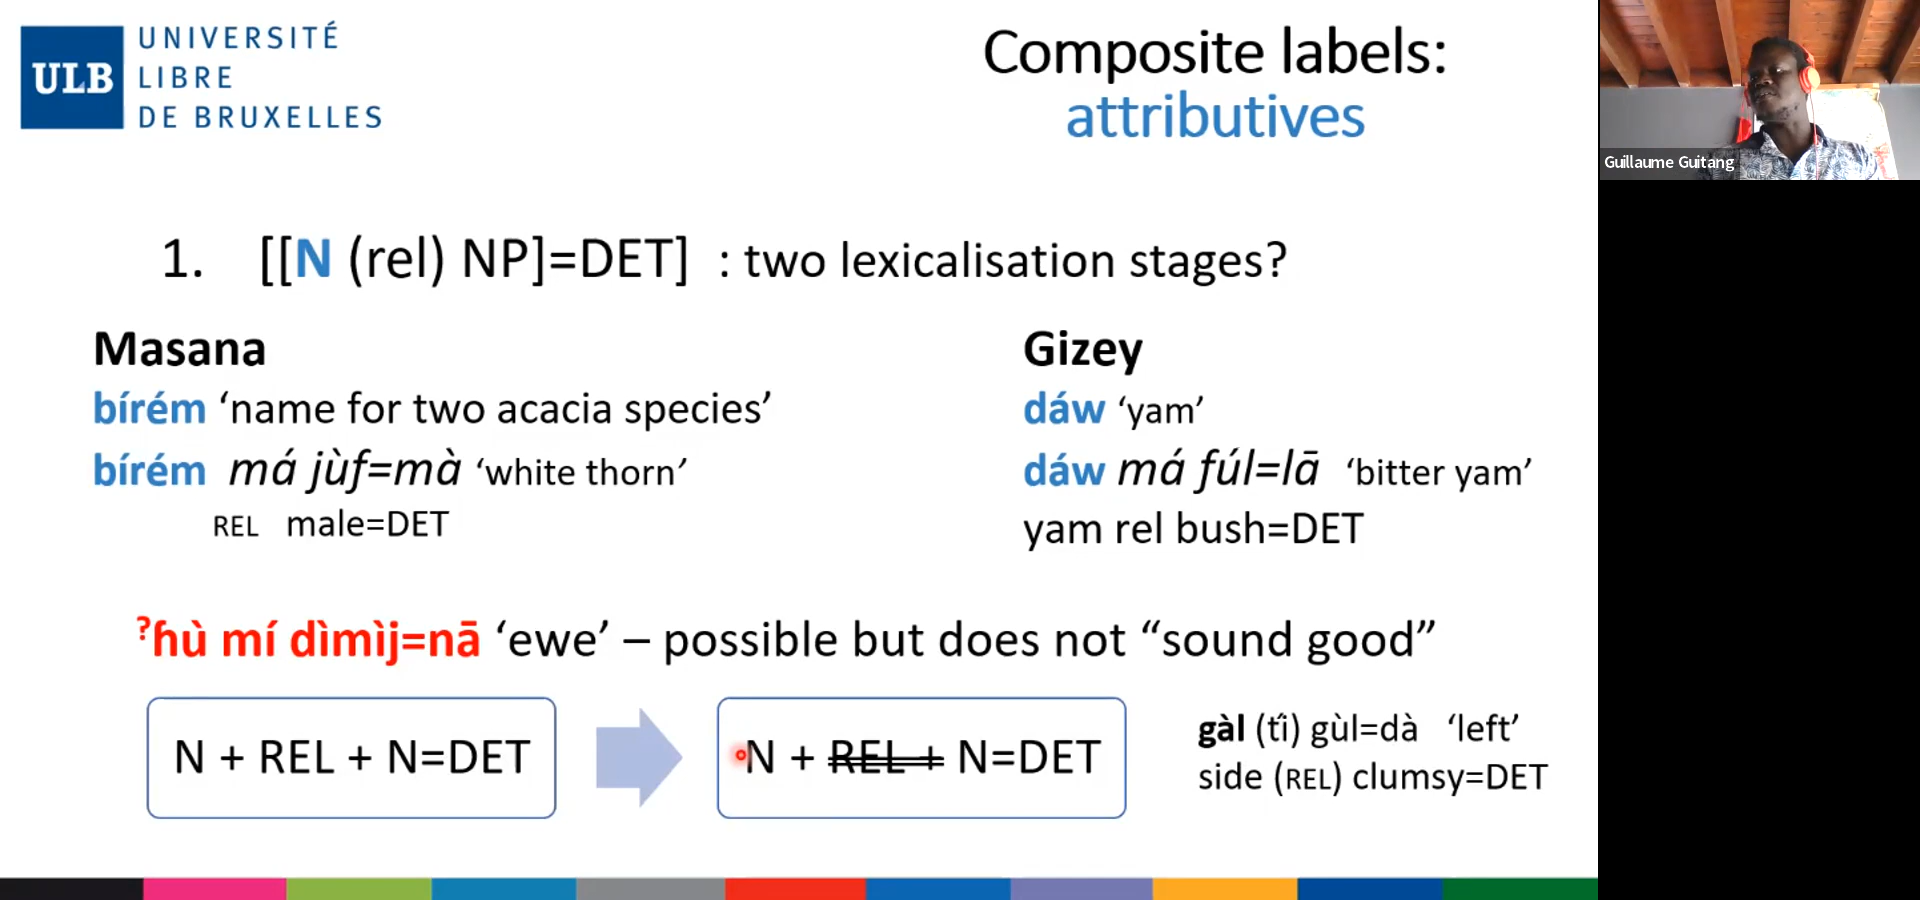 ULB
UNIVERSITÉ
LIBRE
DE BRUXELLES
Composite labels:
attributives
Guillaume Guitang
1. [[N (rel) NP]=DET] : two lexicalisation stages?
Masana
bírém ‘name for two acacia species’
bírém má jùf=mà ‘white thorn’
REL male=DET
Gizey
dáw ‘yam’
dáw má fúl=lā ‘bitter yam’
yam rel bush=DET
ˀɦù mí dìmìj=nā ‘ewe’ – possible but does not “sound good”
N + REL + N=DET
N + REL + N=DET
gàl (tí) gùl=dà ‘left’
side (REL) clumsy=DET